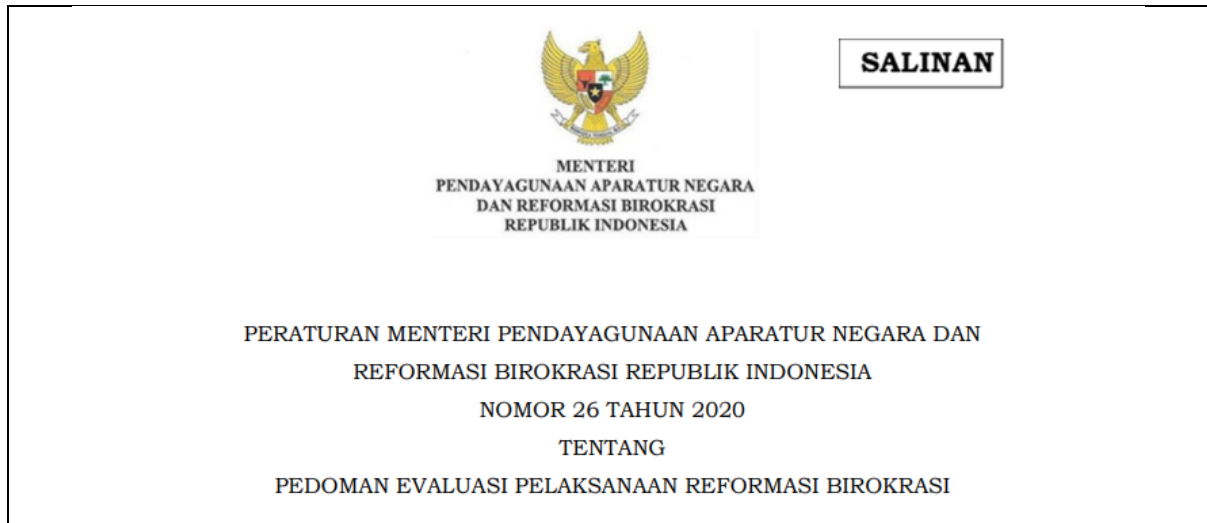 SALINAN
MENTERI
PENDAYAGUNAAN APARATUR NEGARA
DAN REFORMASI BIROKRASI
REPUBLIK INDONESIA
PERATURAN MENTERI PENDAYAGUNAAN APARATUR NEGARA DAN
REFORMASI BIROKRASI REPUBLIK INDONESIA
NOMOR 26 TAHUN 2020
TENTANG
PEDOMAN EVALUASI PELAKSANAAN REFORMASI BIROKRASI